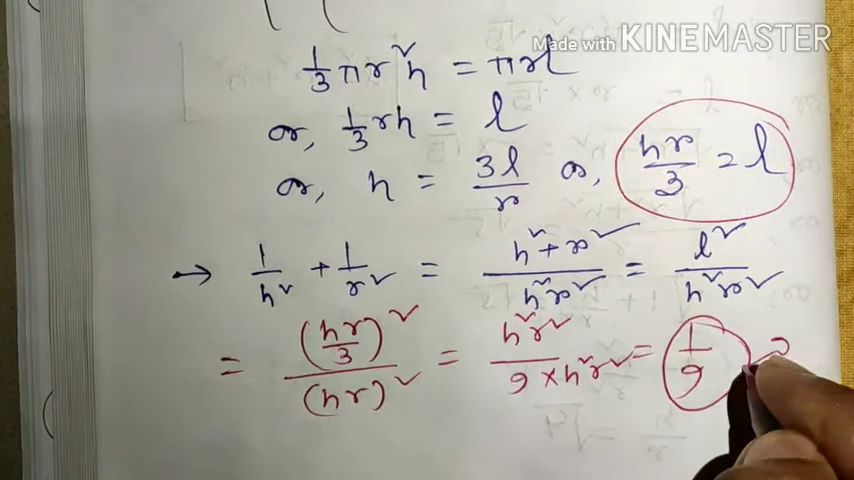 Made with KINEMASTER
1/3 πr²h = πrl
or, 1/3 rh = l
or, h = 3l/r or, hr/3 = l
→ 1/h² + 1/r² = (h² + r²)/(h²r²) = l²/(h²r²)
= (hr/3)²/(hr)² = h²r²/(9 × h²r²) = 1/9